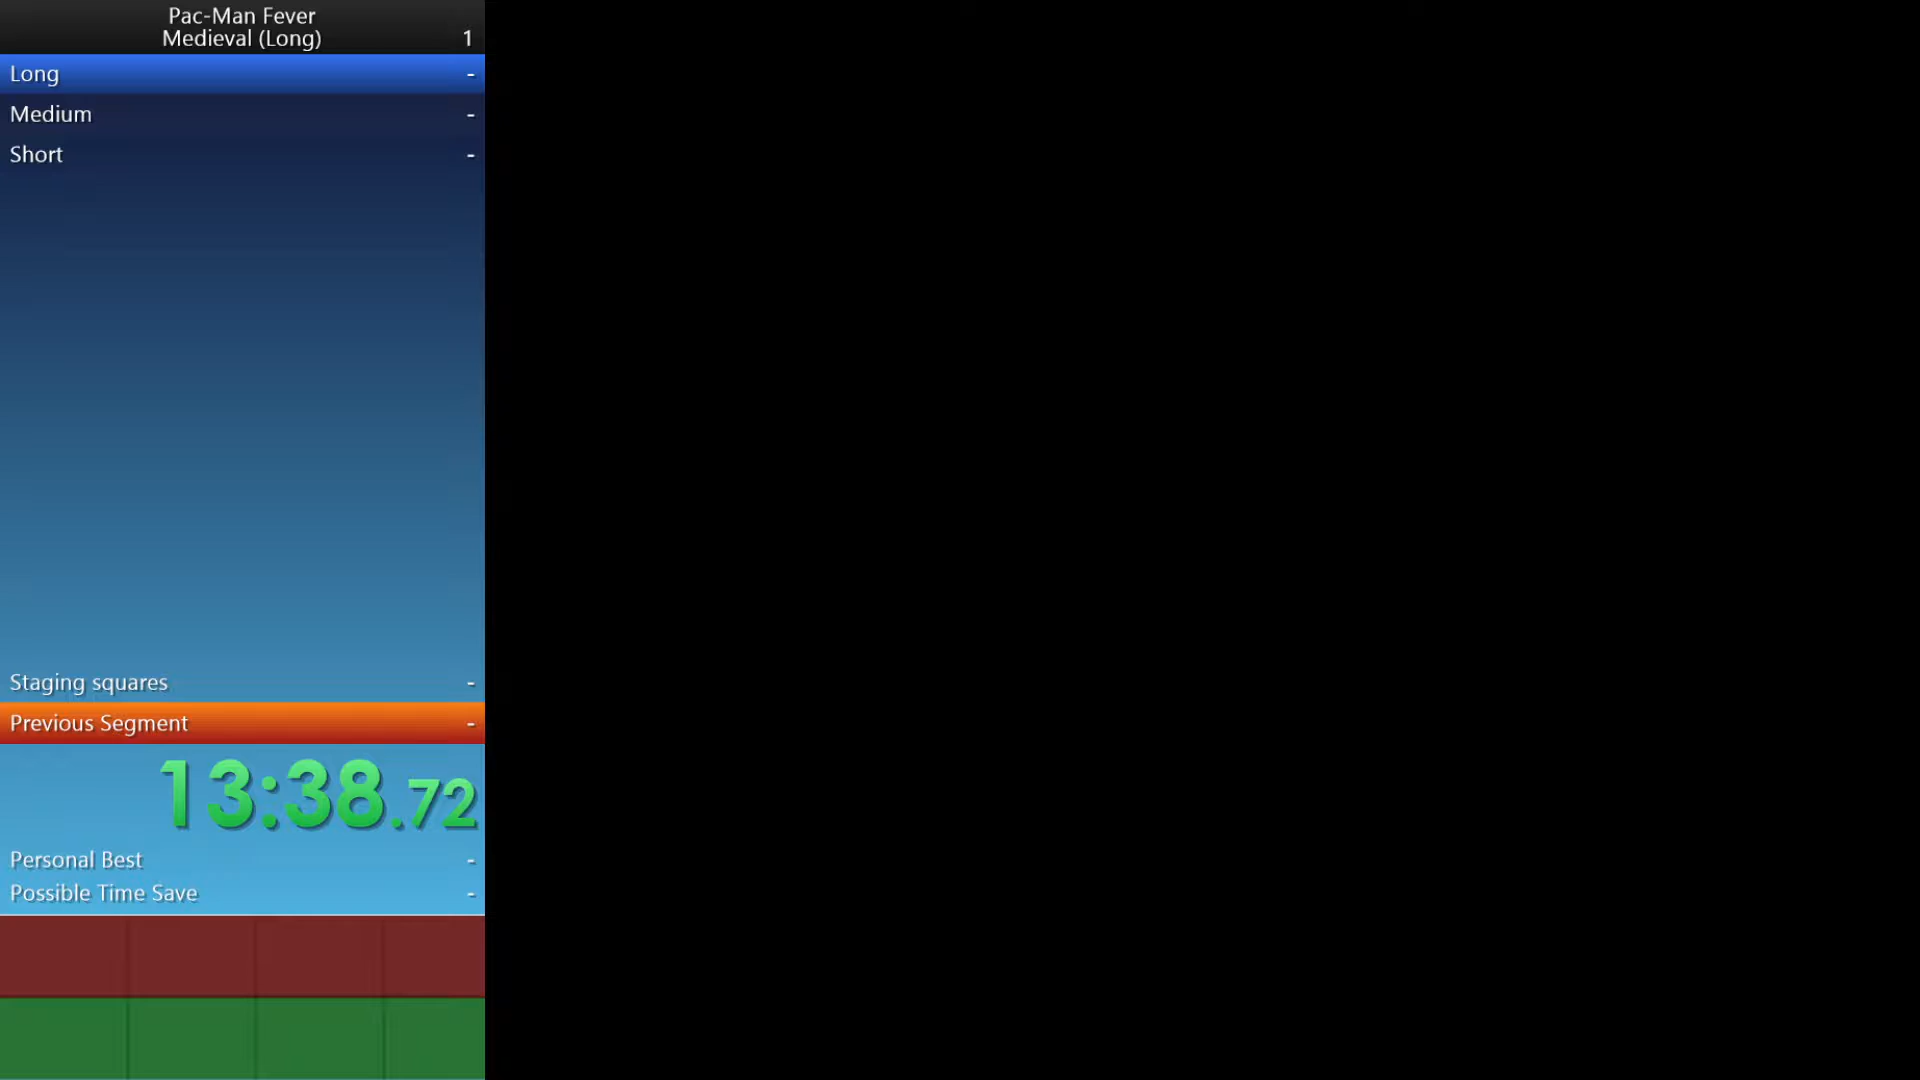 Pac-Man Fever
Medieval (Long) 1
Long -
Medium -
Short -
Staging squares -
Previous Segment -
13:38.72
Personal Best -
Possible Time Save -